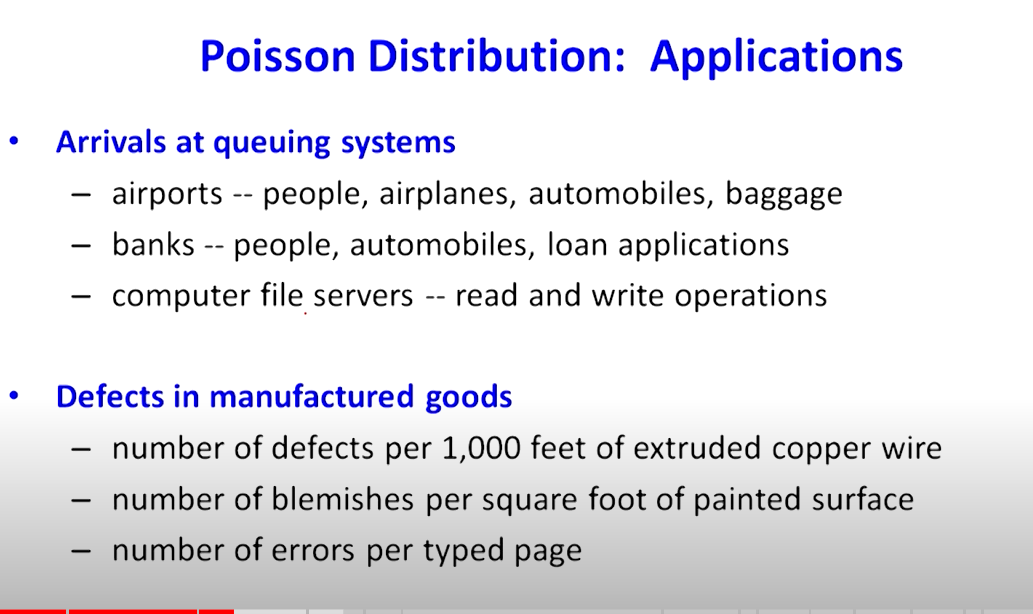 Poisson Distribution:  Applications
• Arrivals at queuing systems
– airports -- people, airplanes, automobiles, baggage
– banks -- people, automobiles, loan applications
– computer file servers -- read and write operations
• Defects in manufactured goods
– number of defects per 1,000 feet of extruded copper wire
– number of blemishes per square foot of painted surface
– number of errors per typed page